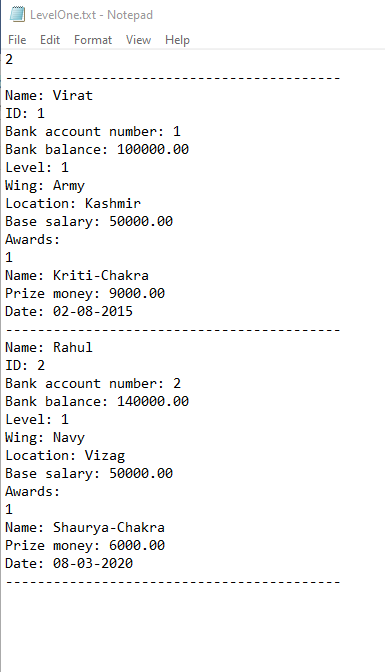 LevelOne.txt - Notepad
File Edit Format View Help
2
------------------------------------------
Name: Virat
ID: 1
Bank account number: 1
Bank balance: 100000.00
Level: 1
Wing: Army
Location: Kashmir
Base salary: 50000.00
Awards:
1
Name: Kriti-Chakra
Prize money: 9000.00
Date: 02-08-2015
------------------------------------------
Name: Rahul
ID: 2
Bank account number: 2
Bank balance: 140000.00
Level: 1
Wing: Navy
Location: Vizag
Base salary: 50000.00
Awards:
1
Name: Shaurya-Chakra
Prize money: 6000.00
Date: 08-03-2020
------------------------------------------